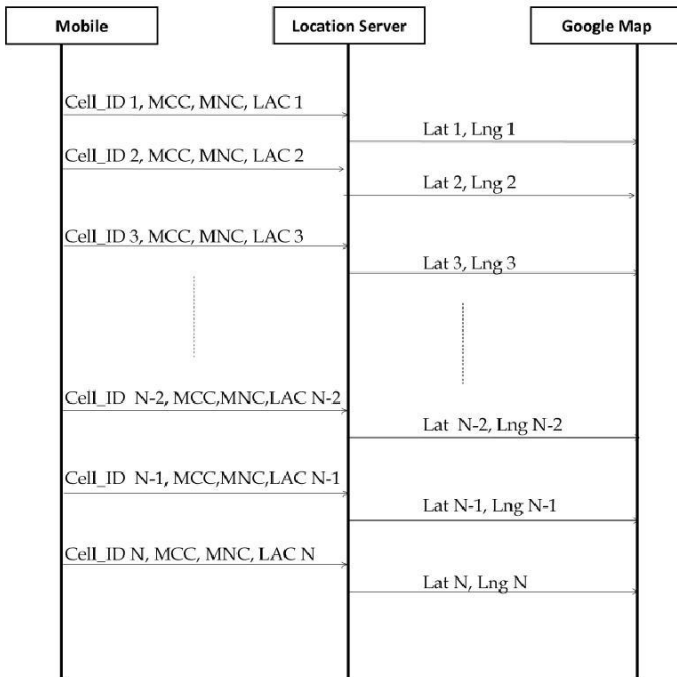 Mobile
Location Server
Google Map
Cell_ID 1, MCC, MNC, LAC 1
Lat 1, Lng 1
Cell_ID 2, MCC, MNC, LAC 2
Lat 2, Lng 2
Cell_ID 3, MCC, MNC, LAC 3
Lat 3, Lng 3
Cell_ID N-2, MCC,MNC,LAC N-2
Lat N-2, Lng N-2
Cell_ID N-1, MCC,MNC,LAC N-1
Lat N-1, Lng N-1
Cell_ID N, MCC, MNC, LAC N
Lat N, Lng N